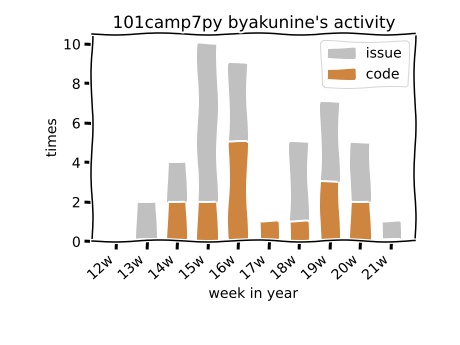 101camp7py byakunine's activity
issue
code
times
10
8
6
4
2
0
12w 13w 14w 15w 16w 17w 18w 19w 20w 21w
week in year